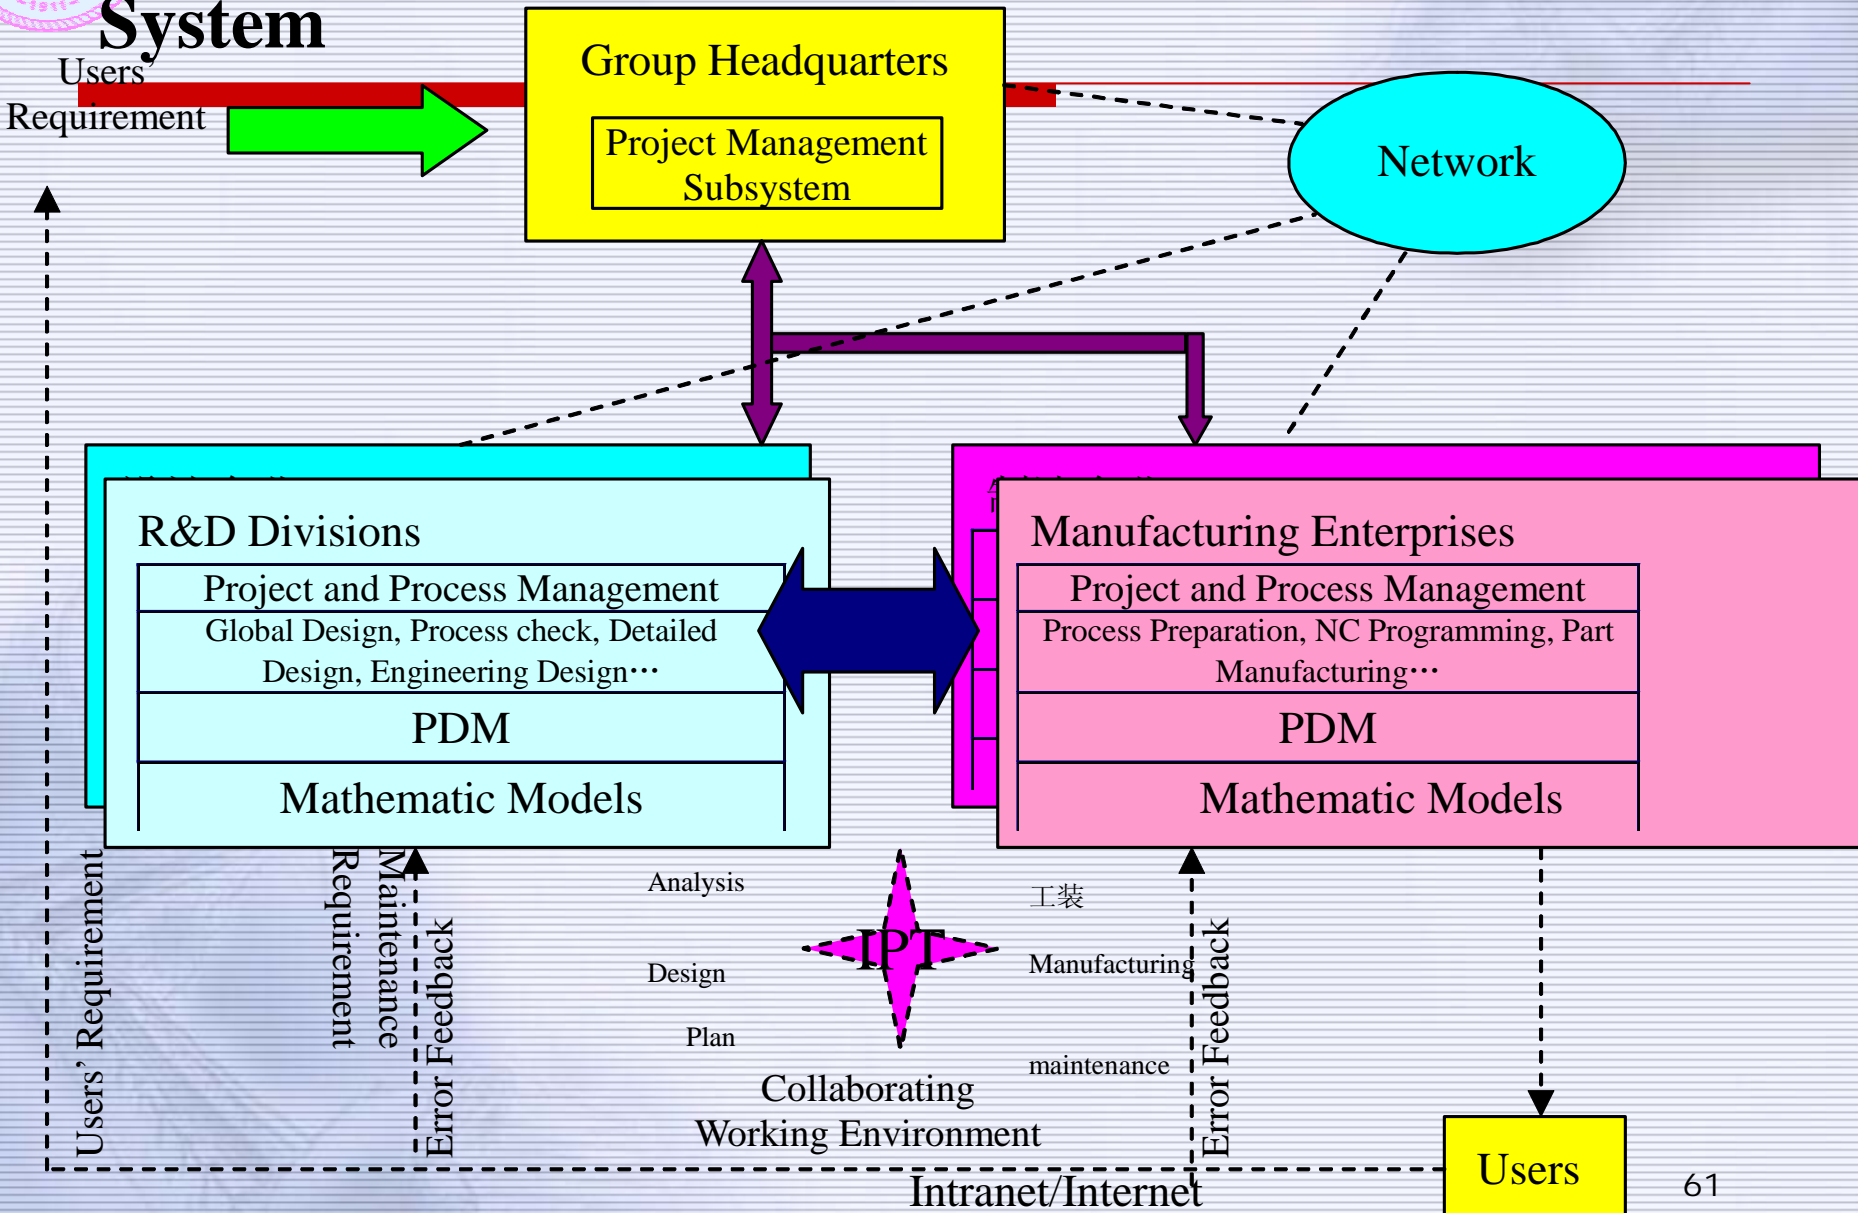 System
Users’
Requirement
Group Headquarters
Project Management
Subsystem
Network
R&D Divisions
Project and Process Management
Global Design, Process check, Detailed
Design, Engineering Design…
PDM
Mathematic Models
Manufacturing Enterprises
Project and Process Management
Process Preparation, NC Programming, Part
Manufacturing…
PDM
Mathematic Models
Users’ Requirement
Maintenance
Requirement
Error Feedback
Analysis
Design
Plan
IPT
工装
Manufacturing
maintenance
Error Feedback
Collaborating
Working Environment
Intranet/Internet
Users
61